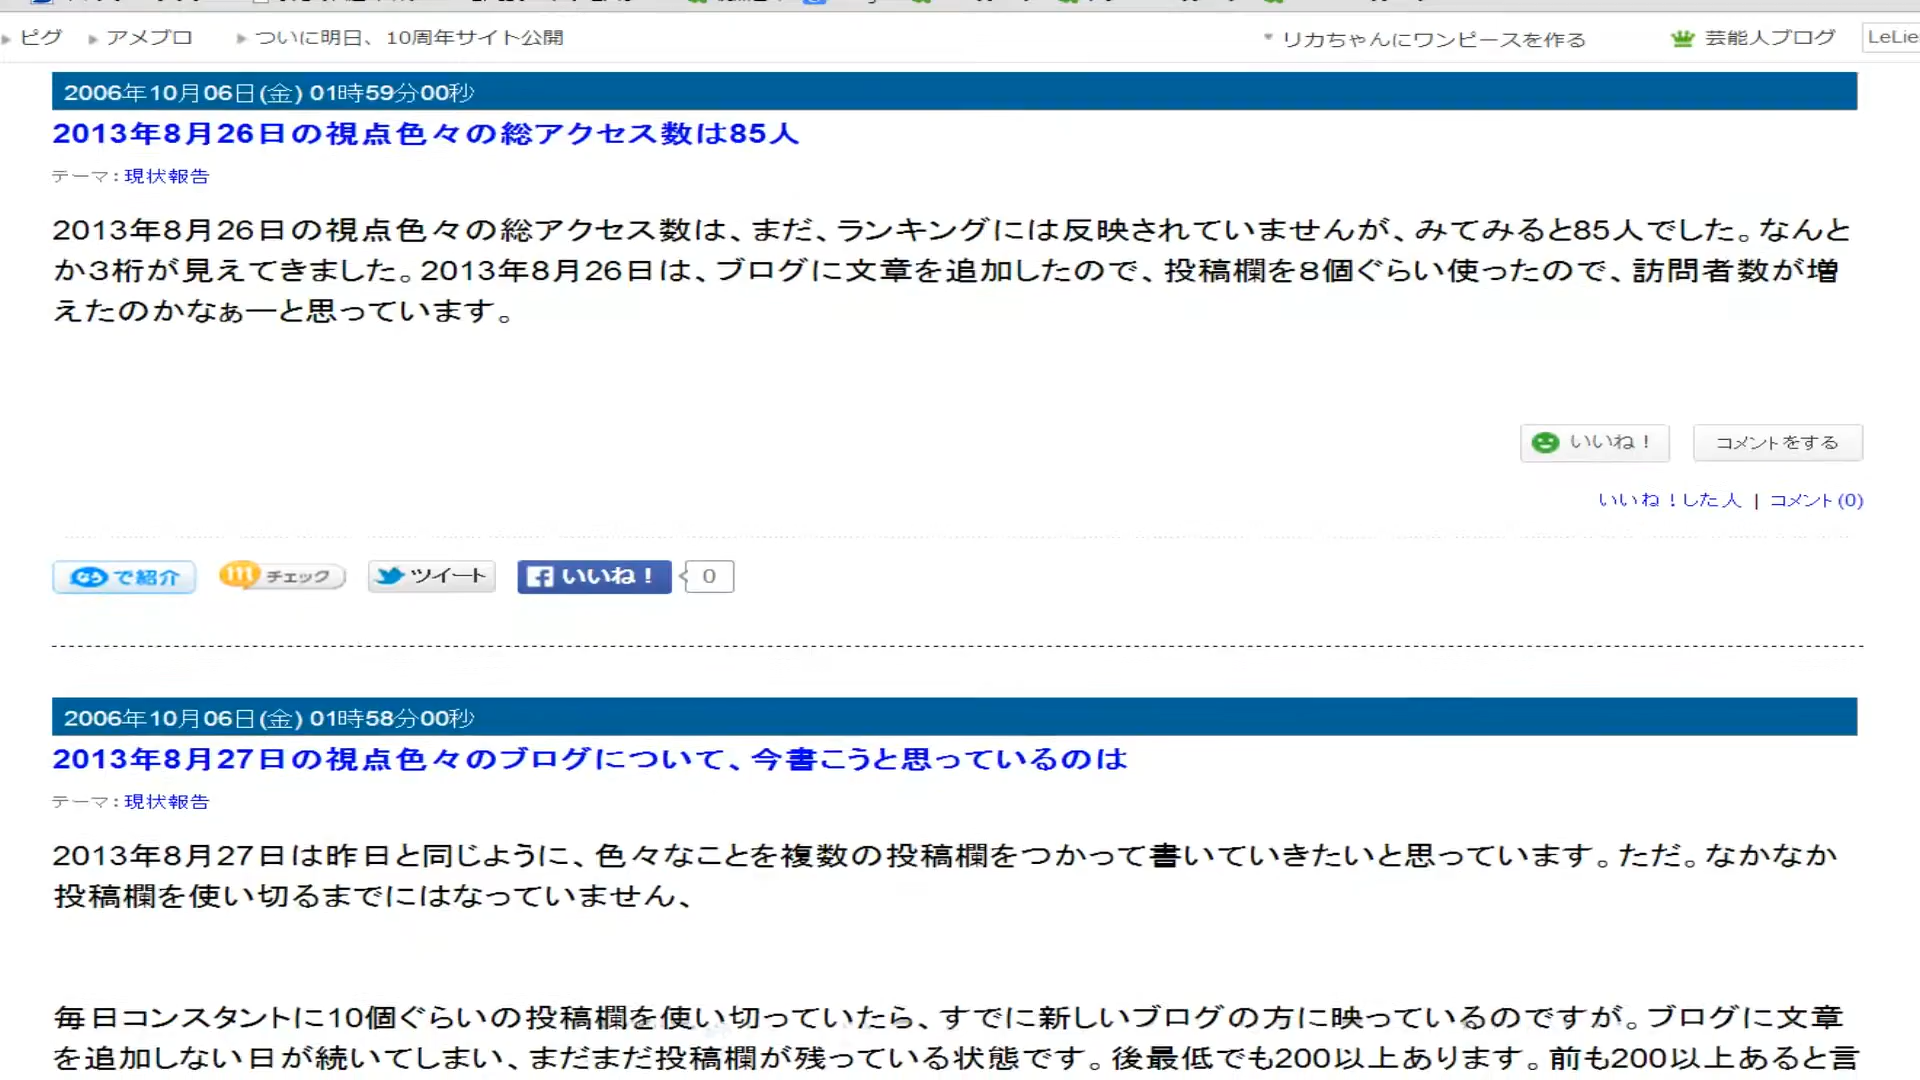 ピグ アメブロ ついに明日、10周年サイト公開 リカちゃんにワンピースを作る 芸能人ブログ LeLie
2006年10月06日(金) 01時59分00秒
2013年8月26日の視点色々の総アクセス数は85人
テーマ:現状報告
2013年8月26日の視点色々の総アクセス数は、まだ、ランキングには反映されていませんが、みてみると85人でした。なんと
か3桁が見えてきました。2013年8月26日は、ブログに文章を追加したので、投稿欄を8個ぐらい使ったので、訪問者数が増
えたのかなぁーと思っています。
いいね! コメントをする
いいね!した人 | コメント(0)
で紹介 チェック ツイート いいね! 0
2006年10月06日(金) 01時58分00秒
2013年8月27日の視点色々のブログについて、今書こうと思っているのは
テーマ:現状報告
2013年8月27日は昨日と同じように、色々なことを複数の投稿欄をつかって書いていきたいと思っています。ただ。なかなか
投稿欄を使い切るまでにはなっていません、
毎日コンスタントに10個ぐらいの投稿欄を使い切っていたら、すでに新しいブログの方に映っているのですが。ブログに文章
を追加しない日が続いてしまい、まだまだ投稿欄が残っている状態です。後最低でも200以上あります。前も200以上あると言